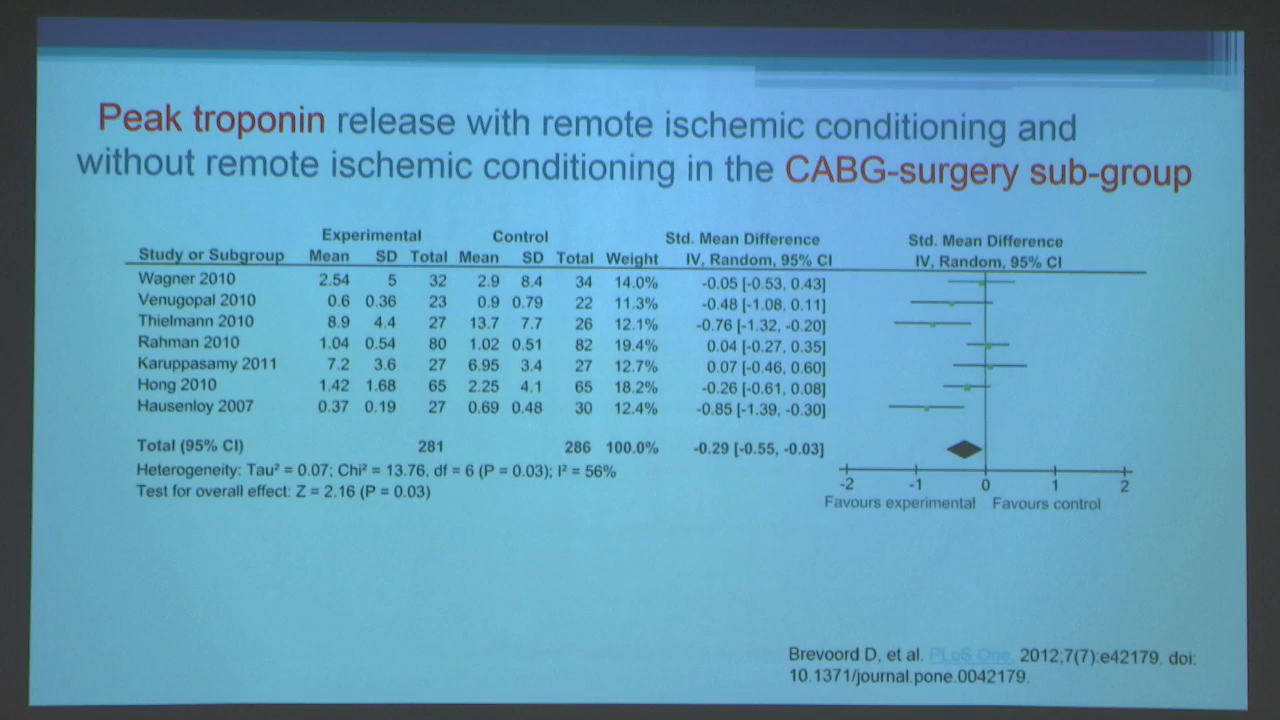 Peak troponin release with remote ischemic conditioning and
without remote ischemic conditioning in the CABG-surgery sub-group
Experimental Control Std. Mean Difference Std. Mean Difference
Study or Subgroup Mean SD Total Mean SD Total Weight IV, Random, 95% CI IV, Random, 95% CI
Wagner 2010 2.54 5 32 2.9 8.4 34 14.0% -0.05 [-0.53, 0.43]
Venugopal 2010 0.6 0.36 23 0.9 0.79 22 11.3% -0.48 [-1.08, 0.11]
Thielmann 2010 8.9 4.4 27 13.7 7.7 26 12.1% -0.76 [-1.32, -0.20]
Rahman 2010 1.04 0.54 80 1.02 0.51 82 19.4% 0.04 [-0.27, 0.35]
Karuppasamy 2011 7.2 3.6 27 6.95 3.4 27 12.7% 0.07 [-0.46, 0.60]
Hong 2010 1.42 1.68 65 2.25 4.1 65 18.2% -0.26 [-0.61, 0.08]
Hausenloy 2007 0.37 0.19 27 0.69 0.48 30 12.4% -0.85 [-1.39, -0.30]
Total (95% CI) 281 286 100.0% -0.29 [-0.55, -0.03]
Heterogeneity: Tau² = 0.07; Chi² = 13.76, df = 6 (P = 0.03); I² = 56%
Test for overall effect: Z = 2.16 (P = 0.03)
-2 -1 0 1 2
Favours experimental Favours control
Brevoord D, et al. PLoS One. 2012;7(7):e42179. doi:
10.1371/journal.pone.0042179.